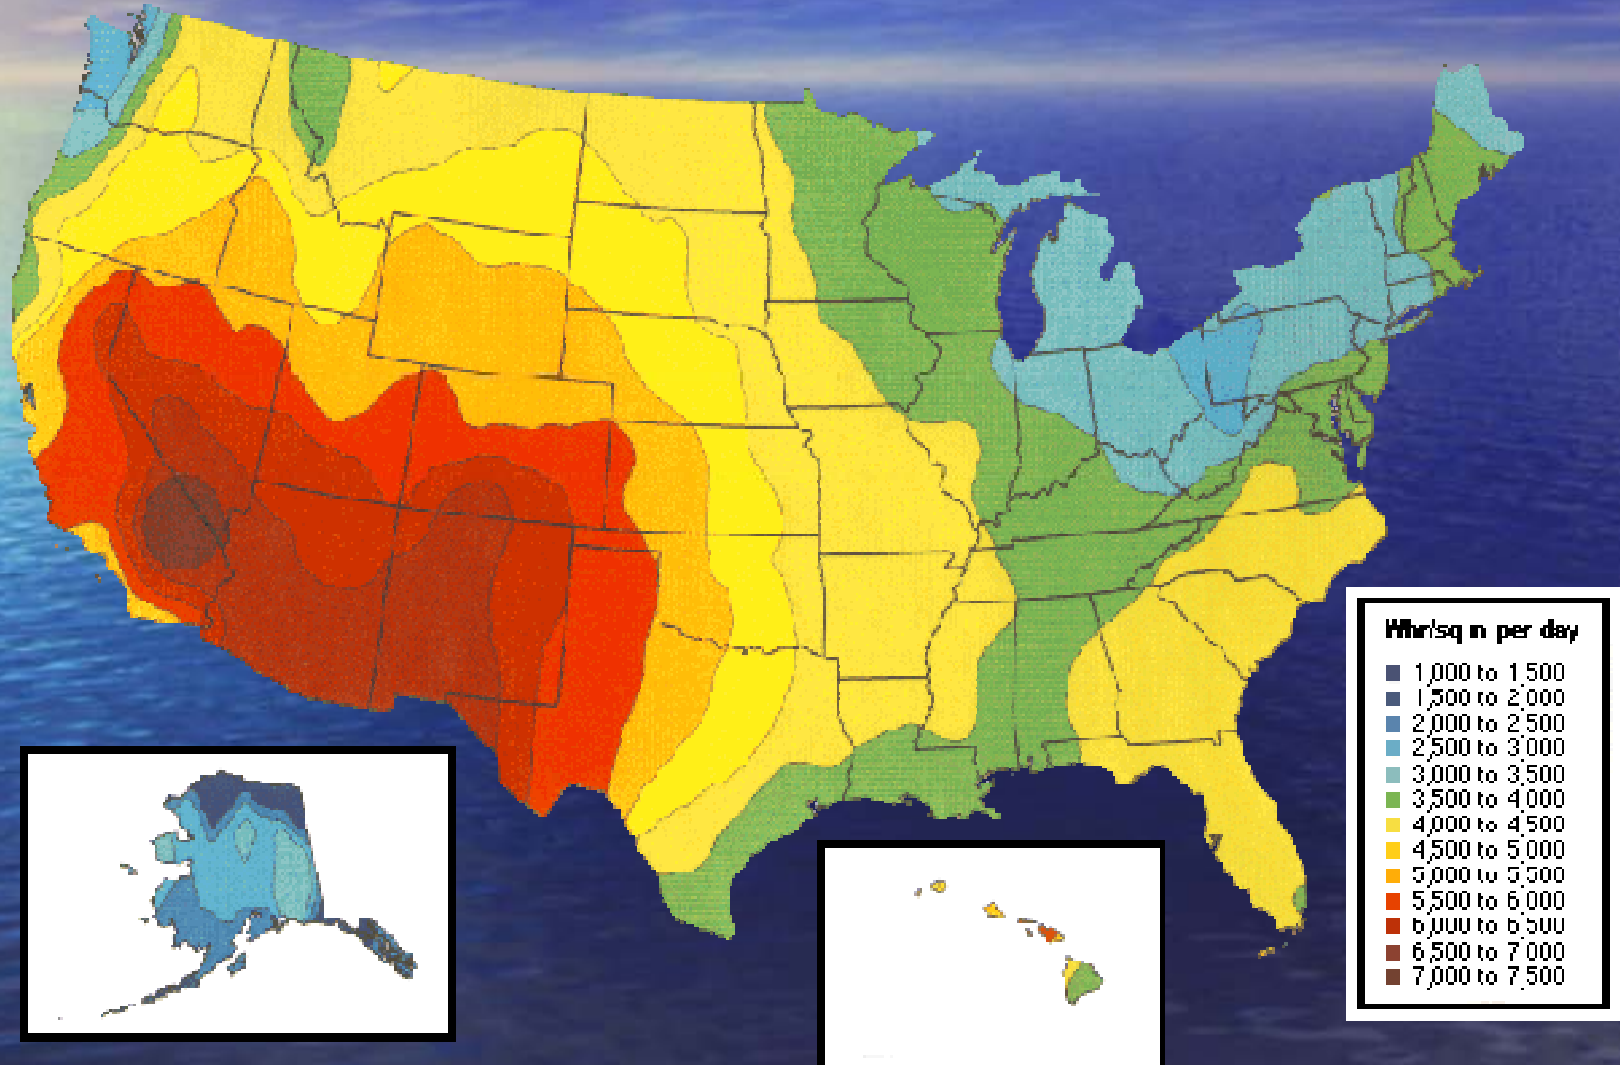 Whr/sq m per day
1,000 to 1,500
1,500 to 2,000
2,000 to 2,500
2,500 to 3,000
3,000 to 3,500
3,500 to 4,000
4,000 to 4,500
4,500 to 5,000
5,000 to 5,500
5,500 to 6,000
6,000 to 6,500
6,500 to 7,000
7,000 to 7,500